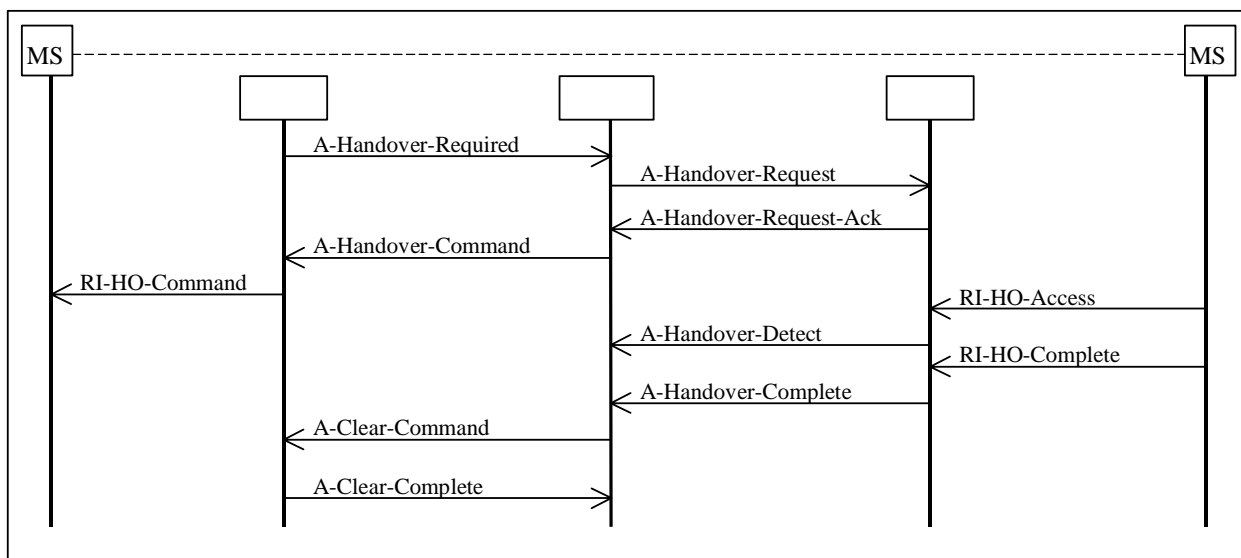 MS
MS
A-Handover-Required
A-Handover-Request
A-Handover-Request-Ack
A-Handover-Command
RI-HO-Command
RI-HO-Access
A-Handover-Detect
RI-HO-Complete
A-Handover-Complete
A-Clear-Command
A-Clear-Complete